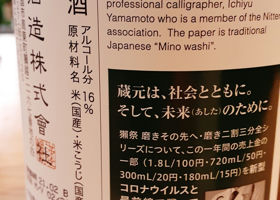 professional calligrapher, Ichiyu
Yamamoto who is a member of the Nitten
association. The paper is traditional
Japanese "Mino washi".
酒
アルコール分 16%
原材料名 米(国産)・米こうじ(国産
造株式會
蔵元は、社会とともに。
そして、未来(あした)のために。
獺祭 磨きその先へ・磨き二割三分全シ
リーズについて、この一年間の売上金の
一部(1.8L/100円・720mL/50円・
300mL/20円・180mL/15円)を新型
コロナウイルスと